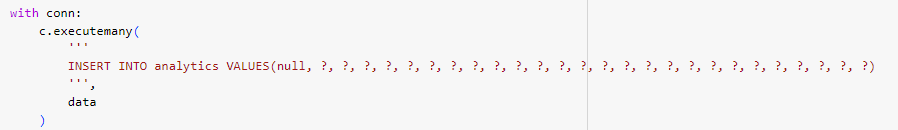 with conn:
    c.executemany(
        '''
        INSERT INTO analytics VALUES(null, ?, ?, ?, ?, ?, ?, ?, ?, ?, ?, ?, ?, ?, ?, ?, ?, ?, ?, ?, ?, ?, ?, ?, ?, ?, ?)
        ''',
        data
    )